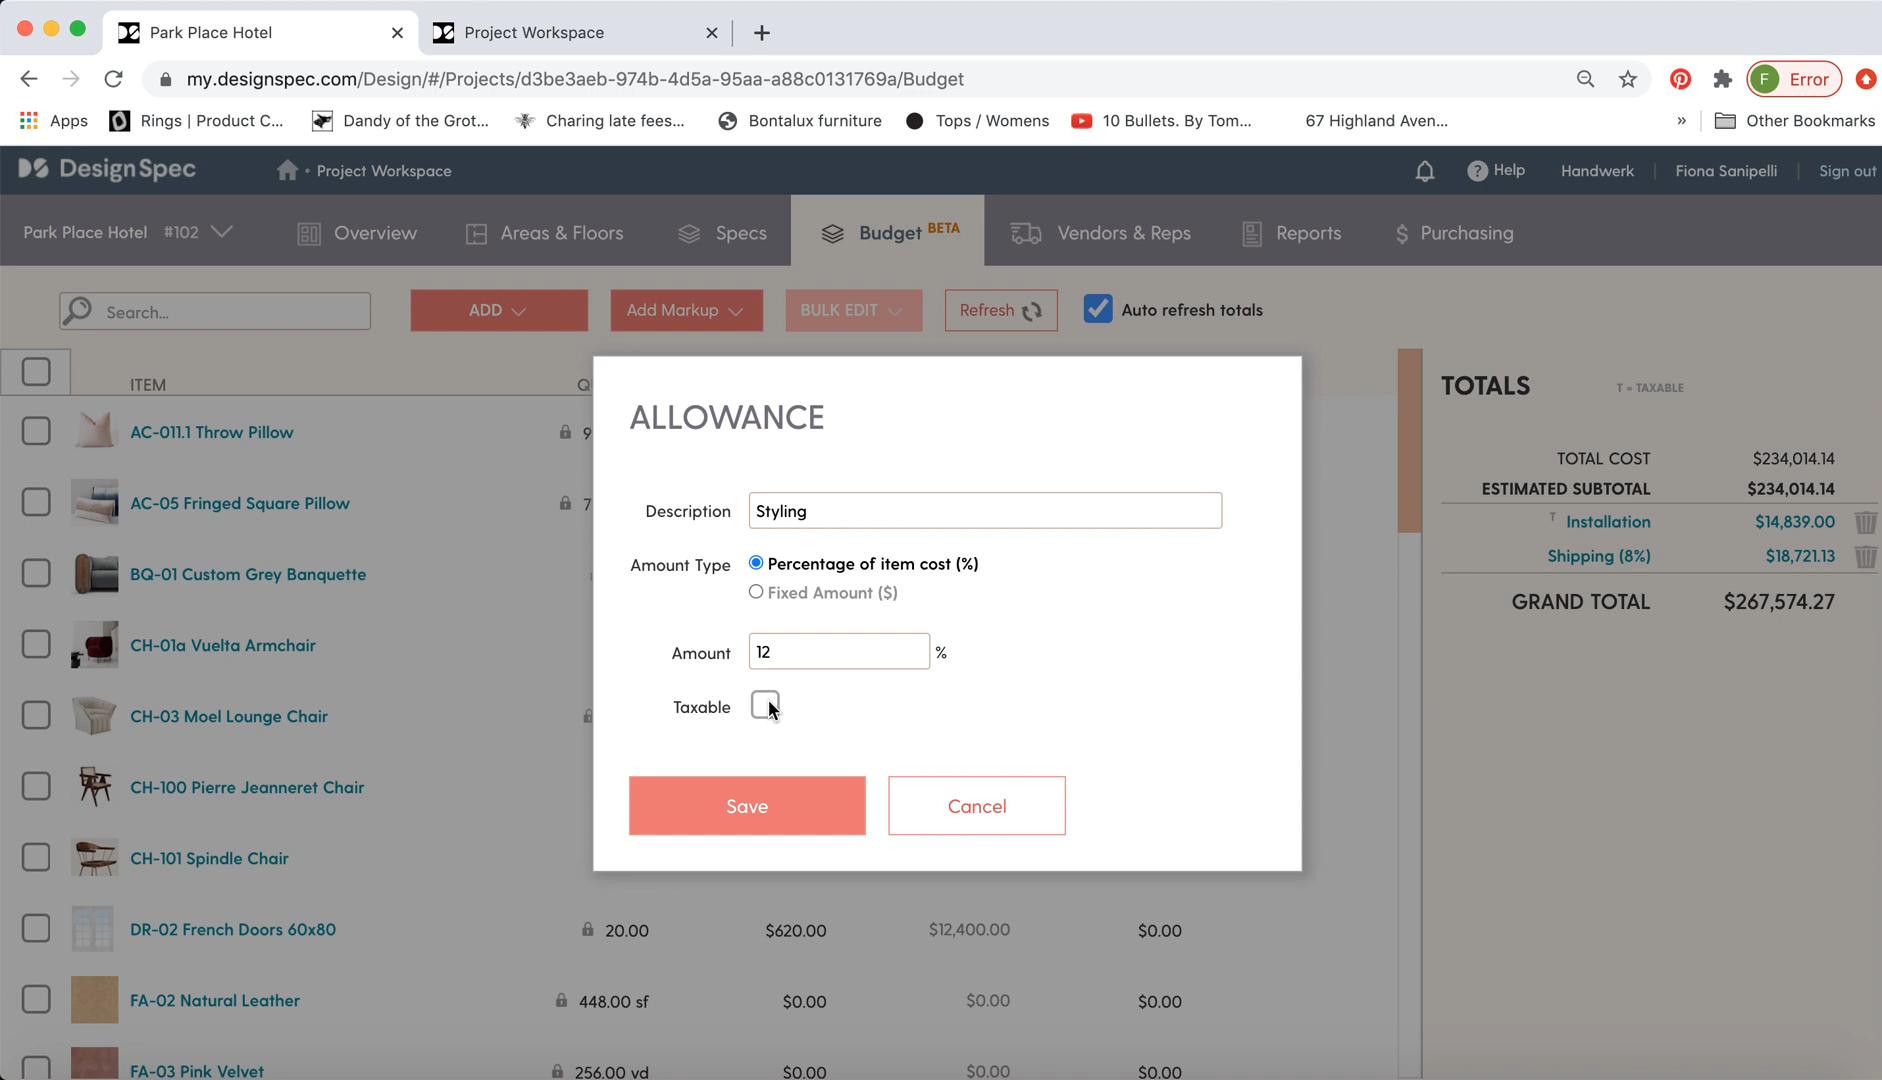 Park Place Hotel
Project Workspace
my.designspec.com/Design/#/Projects/d3be3aeb-974b-4d5a-95aa-a88c0131769a/Budget
F Error
Apps
Rings | Product C...
Dandy of the Grot...
Charing late fees...
Bontalux furniture
Tops / Womens
10 Bullets. By Tom...
67 Highland Aven...
»
Other Bookmarks
DS DesignSpec
• Project Workspace
? Help
Handwerk
Fiona Sanipelli
Sign out
Park Place Hotel #102
Overview
Areas & Floors
Specs
Budget BETA
Vendors & Reps
Reports
$ Purchasing
Search...
ADD
Add Markup
BULK EDIT
Refresh
Auto refresh totals
ITEM
AC-011.1 Throw Pillow 9
AC-05 Fringed Square Pillow 7
BQ-01 Custom Grey Banquette
CH-01a Vuelta Armchair
CH-03 Moel Lounge Chair
CH-100 Pierre Jeanneret Chair
CH-101 Spindle Chair
DR-02 French Doors 60x80 20.00 $620.00 $12,400.00 $0.00
FA-02 Natural Leather 448.00 sf $0.00 $0.00 $0.00
FA-03 Pink Velvet 256.00 yd $0.00 $0.00 $0.00
ALLOWANCE
Description Styling
Amount Type Percentage of item cost (%)
Fixed Amount ($)
Amount 12 %
Taxable
Save
Cancel
TOTALS T = TAXABLE
TOTAL COST $234,014.14
ESTIMATED SUBTOTAL $234,014.14
T Installation $14,839.00
Shipping (8%) $18,721.13
GRAND TOTAL $267,574.27